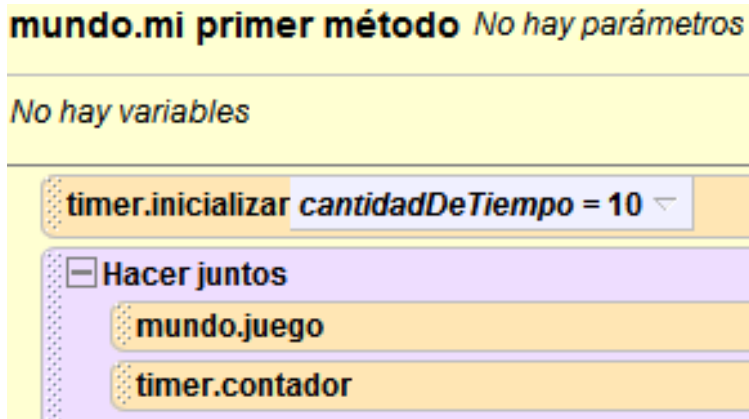 mundo.mi primer método No hay parámetros
No hay variables
timer.inicializar cantidadDeTiempo = 10
Hacer juntos
mundo.juego
timer.contador